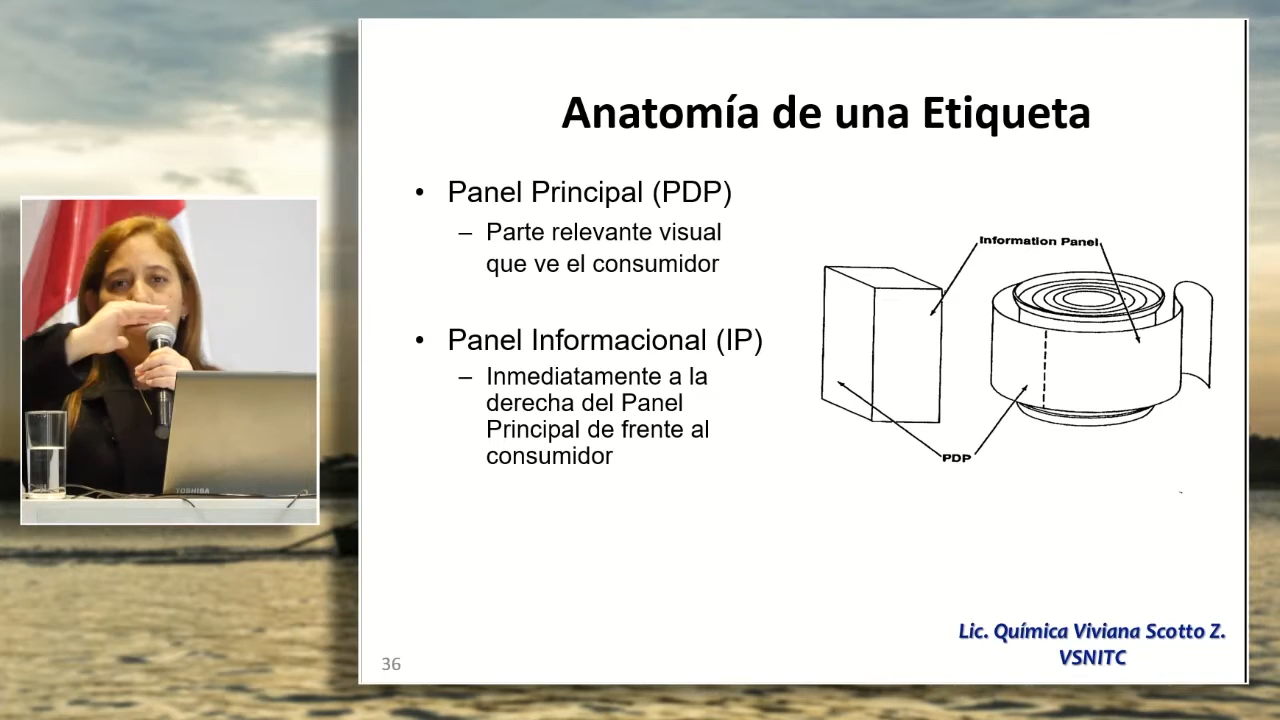 Anatomía de una Etiqueta
• Panel Principal (PDP)
– Parte relevante visual
que ve el consumidor
• Panel Informacional (IP)
– Inmediatamente a la
derecha del Panel
Principal de frente al
consumidor
Information Panel
PDP
TOSHIBA
Lic. Química Viviana Scotto Z.
VSNITC
36